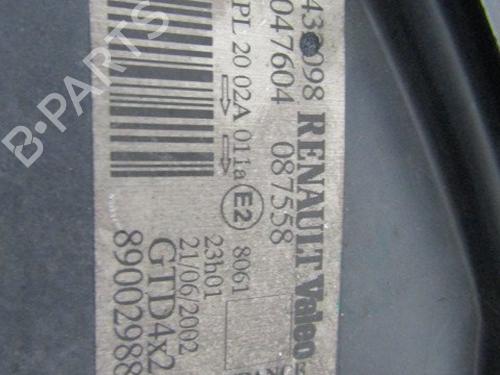 43 098 RENAULT Valeo
047604 087558
PL 20 02A 011a E2 8061
23h01
21/06/2002
GTD4x2
89002988
B-PARTS